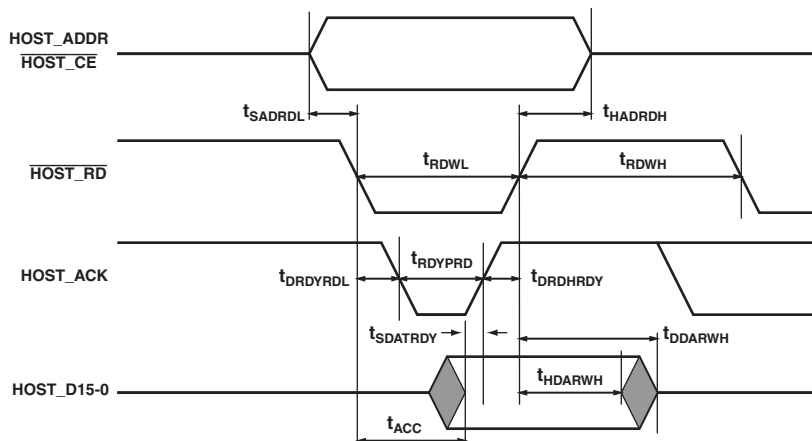 HOST_ADDR
HOST_CE
tSADRDL
tHADRDH
HOST_RD
tRDWL
tRDWH
HOST_ACK
tDRDYRDL
tRDYPRD
tDRDHRDY
tSDATRDY
tDDARWH
HOST_D15-0
tHDARWH
tACC